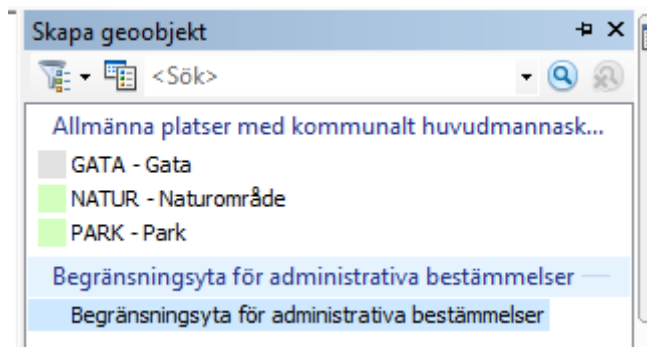 Skapa geoobjekt
<Sök>
Allmänna platser med kommunalt huvudmannask...
GATA - Gata
NATUR - Naturområde
PARK - Park
Begränsningsyta för administrativa bestämmelser
Begränsningsyta för administrativa bestämmelser